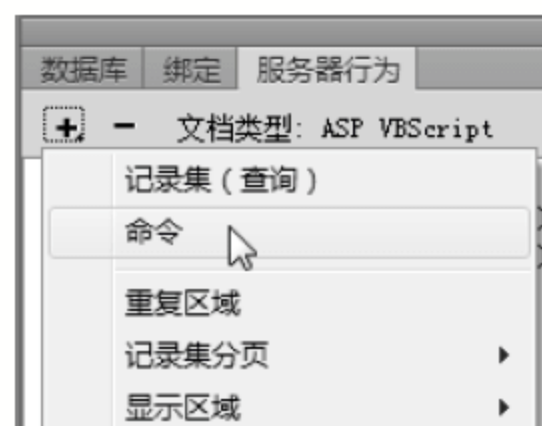 数据库 绑定 服务器行为
+ - 文档类型: ASP VBScript
记录集(查询)
命令
重复区域
记录集分页
显示区域